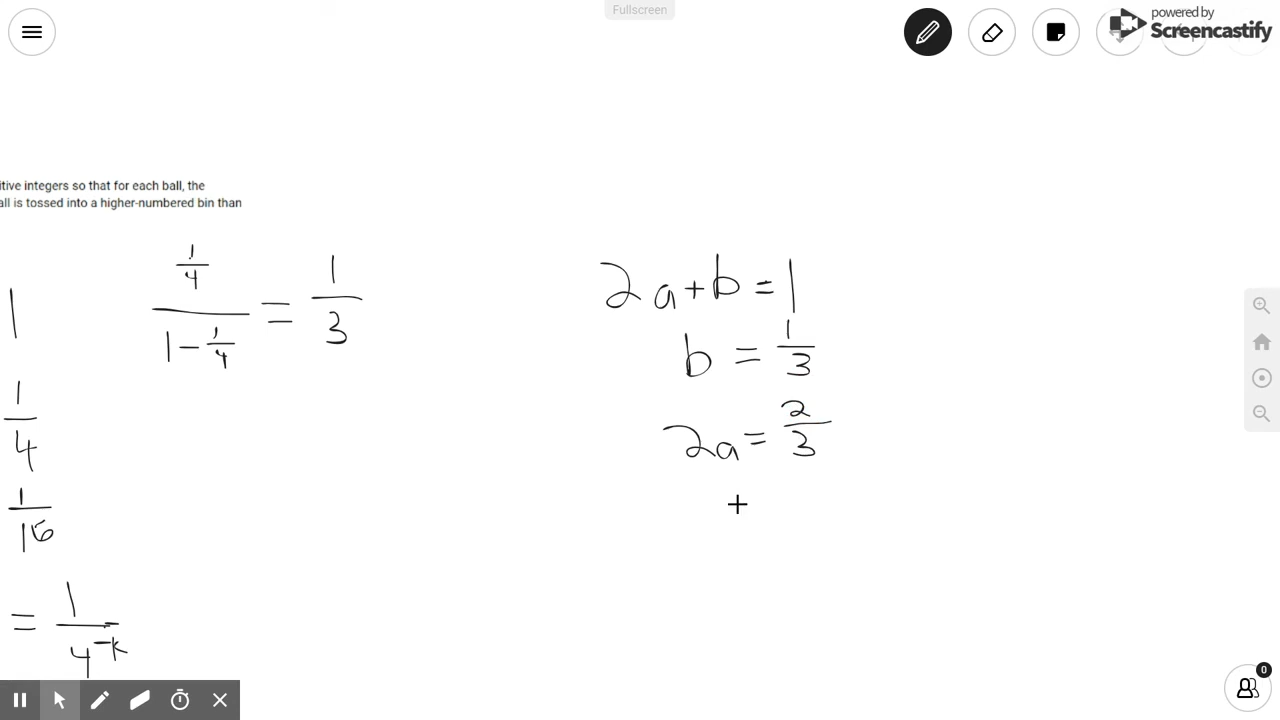 Fullscreen
powered by
Screencastify
itive integers so that for each ball, the
all is tossed into a higher-numbered bin than
1
1/4
1/16
= 1/4^-k
(1/4)/(1-1/4) = 1/3
2a+b=1
b = 1/3
2a = 2/3
0